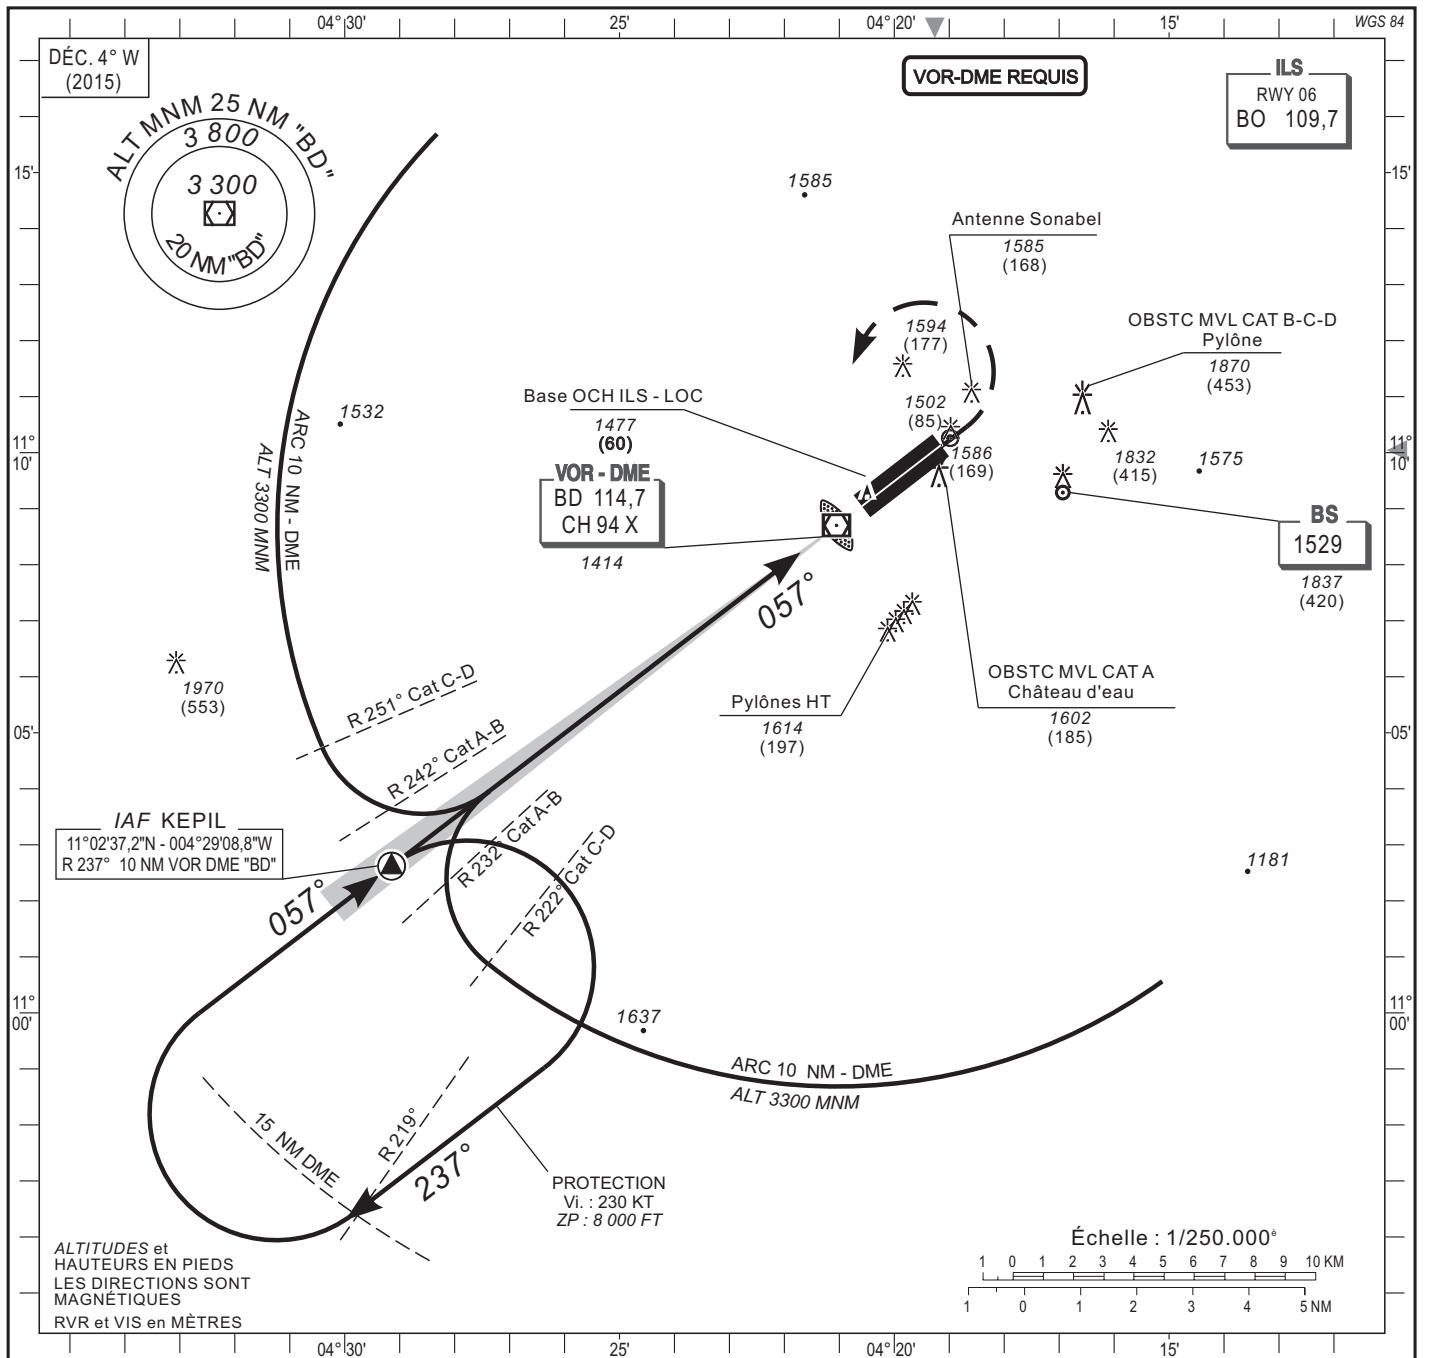 04°30'
25'
04°20'
15'
WGS 84
DÉC. 4° W
(2015)
VOR-DME REQUIS
ILS
RWY 06
BO 109,7
ALT MNM 25 NM "BD"
3 800
3 300
20 NM "BD"
15'
15'
1585
Antenne Sonabel
1585
(168)
OBSTC MVL CAT B-C-D
Pylône
1870
(453)
1594
(177)
Base OCH ILS - LOC
1477
(60)
1502
(85)
1532
ARC 10 NM - DME
ALT 3300 MNM
11°
10'
11°
10'
1586
(169)
1832
(415)
1575
VOR - DME
BD 114,7
CH 94 X
1414
BS
1529
1837
(420)
057°
1970
(553)
R 251° Cat C-D
R 242° Cat A-B
OBSTC MVL CAT A
Château d'eau
1602
(185)
Pylônes HT
1614
(197)
05'
05'
IAF KEPIL
11°02'37,2"N - 004°29'08,8"W
R 237° 10 NM VOR DME "BD"
R 232° Cat A-B
R 222° Cat C-D
1181
057°
11°
00'
11°
00'
1637
ARC 10 NM - DME
ALT 3300 MNM
15 NM DME
R 219°
237°
PROTECTION
Vi. : 230 KT
ZP : 8 000 FT
ALTITUDES et
HAUTEURS EN PIEDS
LES DIRECTIONS SONT
MAGNÉTIQUES
RVR et VIS en MÈTRES
Échelle : 1/250.000è
1 0 1 2 3 4 5 6 7 8 9 10 KM
1 0 1 2 3 4 5 NM
04°30'
25'
04°20'
15'